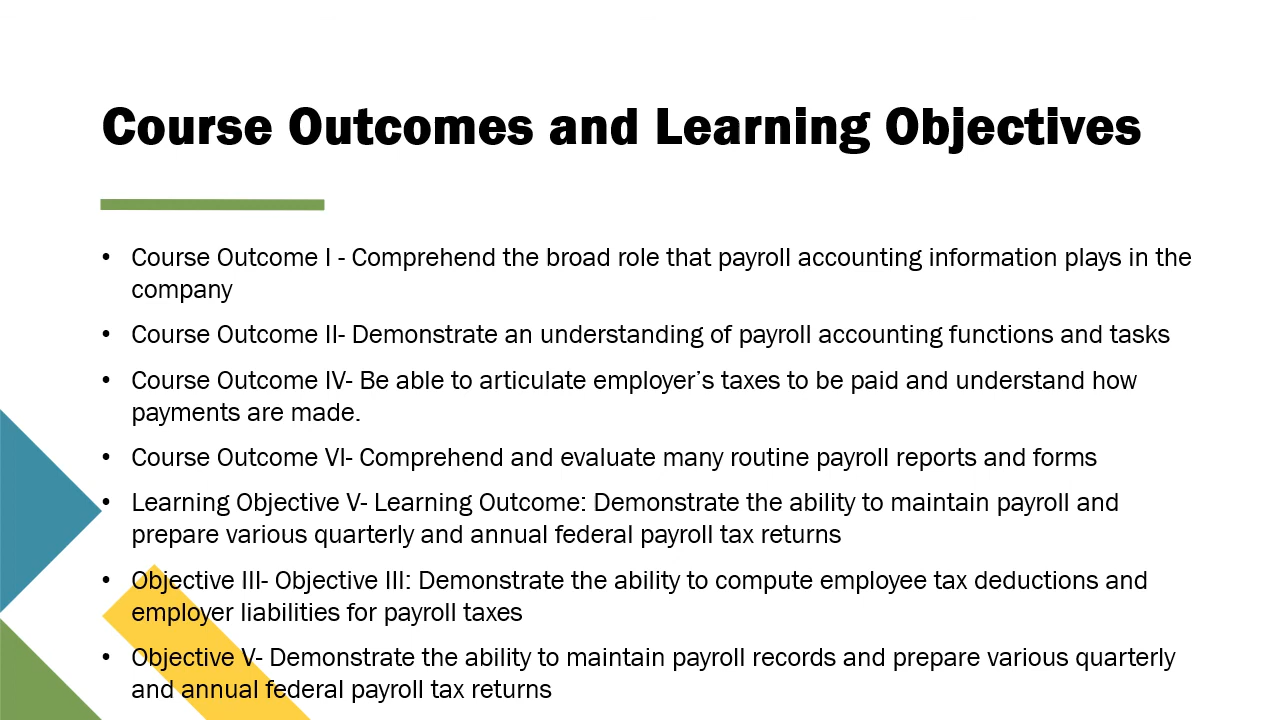 Course Outcomes and Learning Objectives
• Course Outcome I - Comprehend the broad role that payroll accounting information plays in the
company
• Course Outcome II- Demonstrate an understanding of payroll accounting functions and tasks
• Course Outcome IV- Be able to articulate employer’s taxes to be paid and understand how
payments are made.
• Course Outcome VI- Comprehend and evaluate many routine payroll reports and forms
• Learning Objective V- Learning Outcome: Demonstrate the ability to maintain payroll and
prepare various quarterly and annual federal payroll tax returns
• Objective III- Objective III: Demonstrate the ability to compute employee tax deductions and
employer liabilities for payroll taxes
• Objective V- Demonstrate the ability to maintain payroll records and prepare various quarterly
and annual federal payroll tax returns